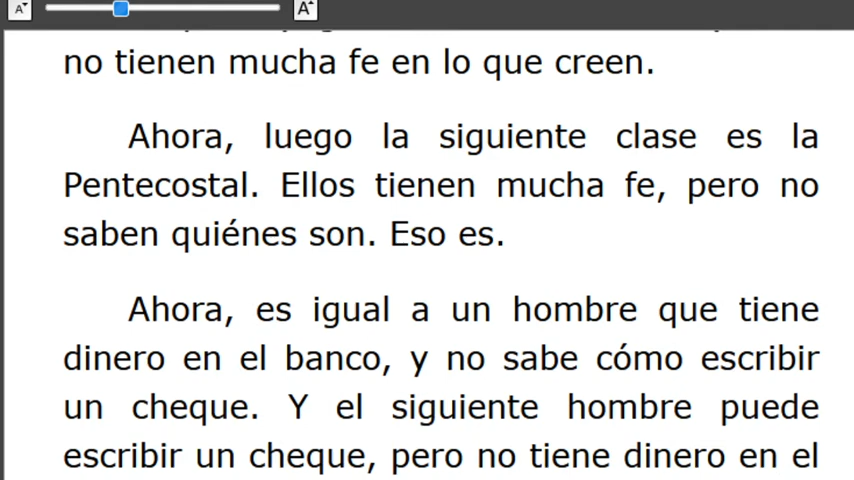 A A
no tienen mucha fe en lo que creen.
Ahora, luego la siguiente clase es la
Pentecostal. Ellos tienen mucha fe, pero no
saben quiénes son. Eso es.
Ahora, es igual a un hombre que tiene
dinero en el banco, y no sabe cómo escribir
un cheque. Y el siguiente hombre puede
escribir un cheque, pero no tiene dinero en el